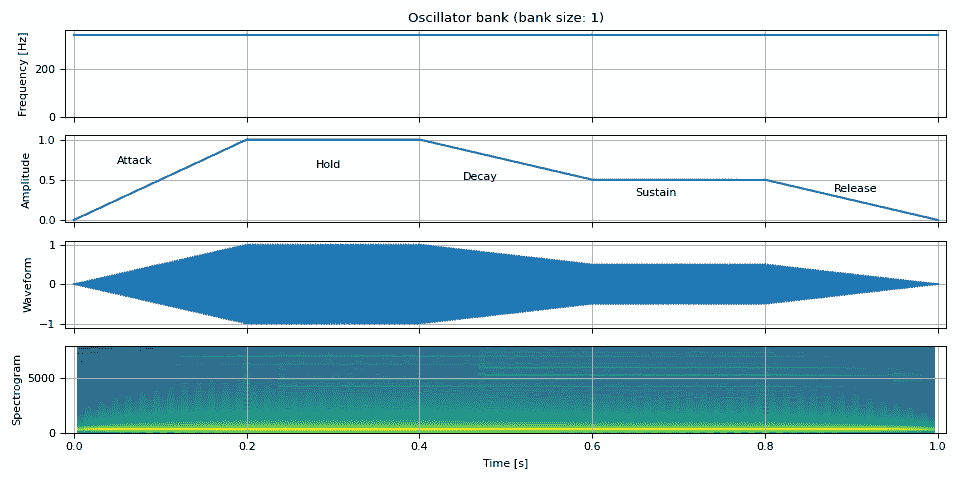 Oscillator bank (bank size: 1)
Frequency [Hz]
200
0
Amplitude
1.0
0.5
0.0
Attack
Hold
Decay
Sustain
Release
Waveform
1
0
−1
Spectrogram
5000
0
0.0 0.2 0.4 0.6 0.8 1.0
Time [s]